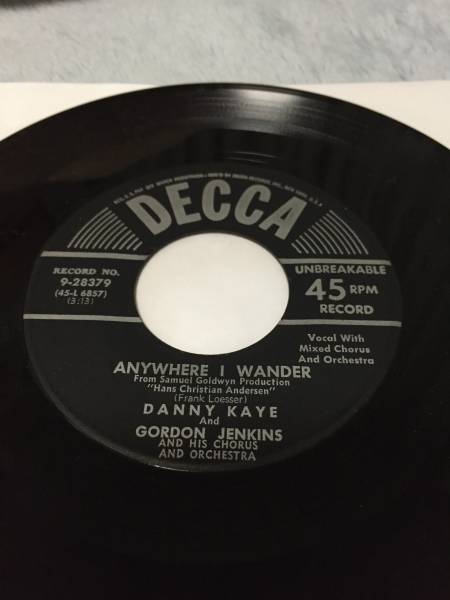 DECCA
RECORD NO.
9-28379
(45-L 6857)
(3:13)
UNBREAKABLE
45 RPM
RECORD
Vocal With
Mixed Chorus
And Orchestra
ANYWHERE I WANDER
From Samuel Goldwyn Production
"Hans Christian Andersen"
(Frank Loesser)
DANNY KAYE
And
GORDON JENKINS
AND HIS CHORUS
AND ORCHESTRA